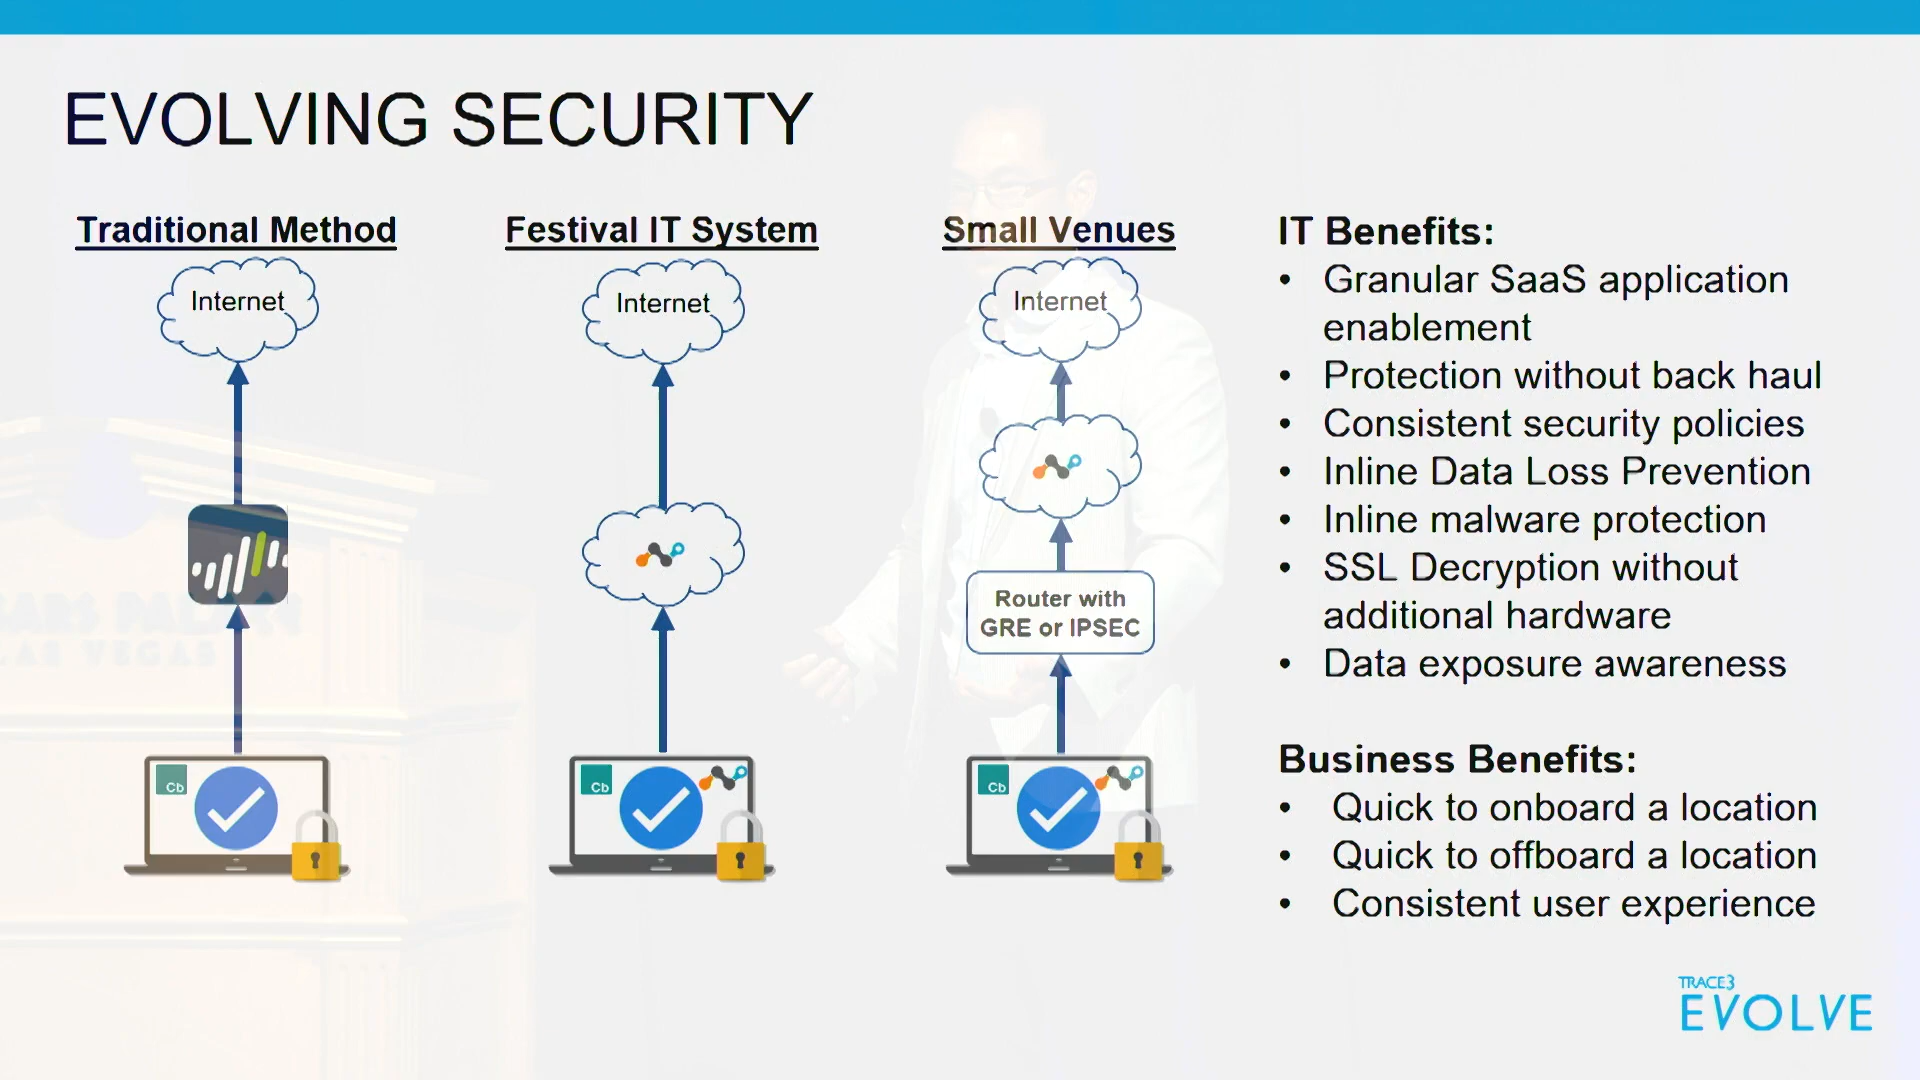 EVOLVING SECURITY
Traditional Method
Internet
Cb
Festival IT System
Internet
Cb
Small Venues
Internet
Router with
GRE or IPSEC
Cb
IT Benefits:
• Granular SaaS application
enablement
• Protection without back haul
• Consistent security policies
• Inline Data Loss Prevention
• Inline malware protection
• SSL Decryption without
additional hardware
• Data exposure awareness
Business Benefits:
• Quick to onboard a location
• Quick to offboard a location
• Consistent user experience
LAS VEGAS
TRACE3
EVOLVE